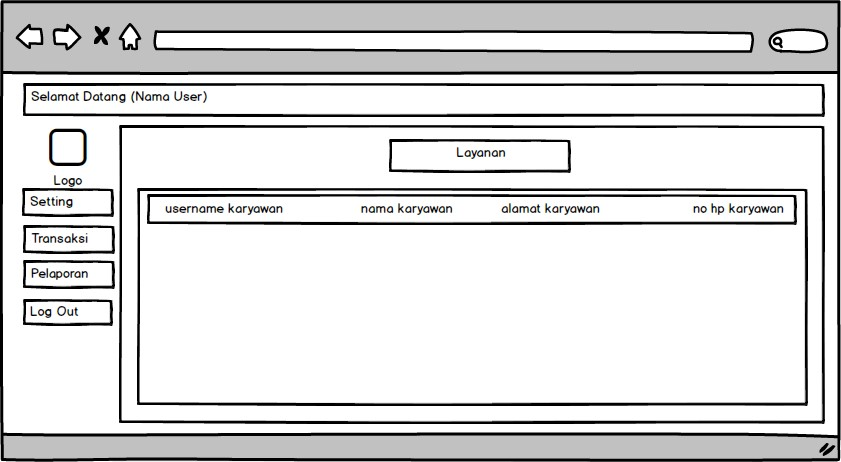 Selamat Datang (Nama User)
Logo
Setting
Transaksi
Pelaporan
Log Out
Layanan
username karyawan nama karyawan alamat karyawan no hp karyawan